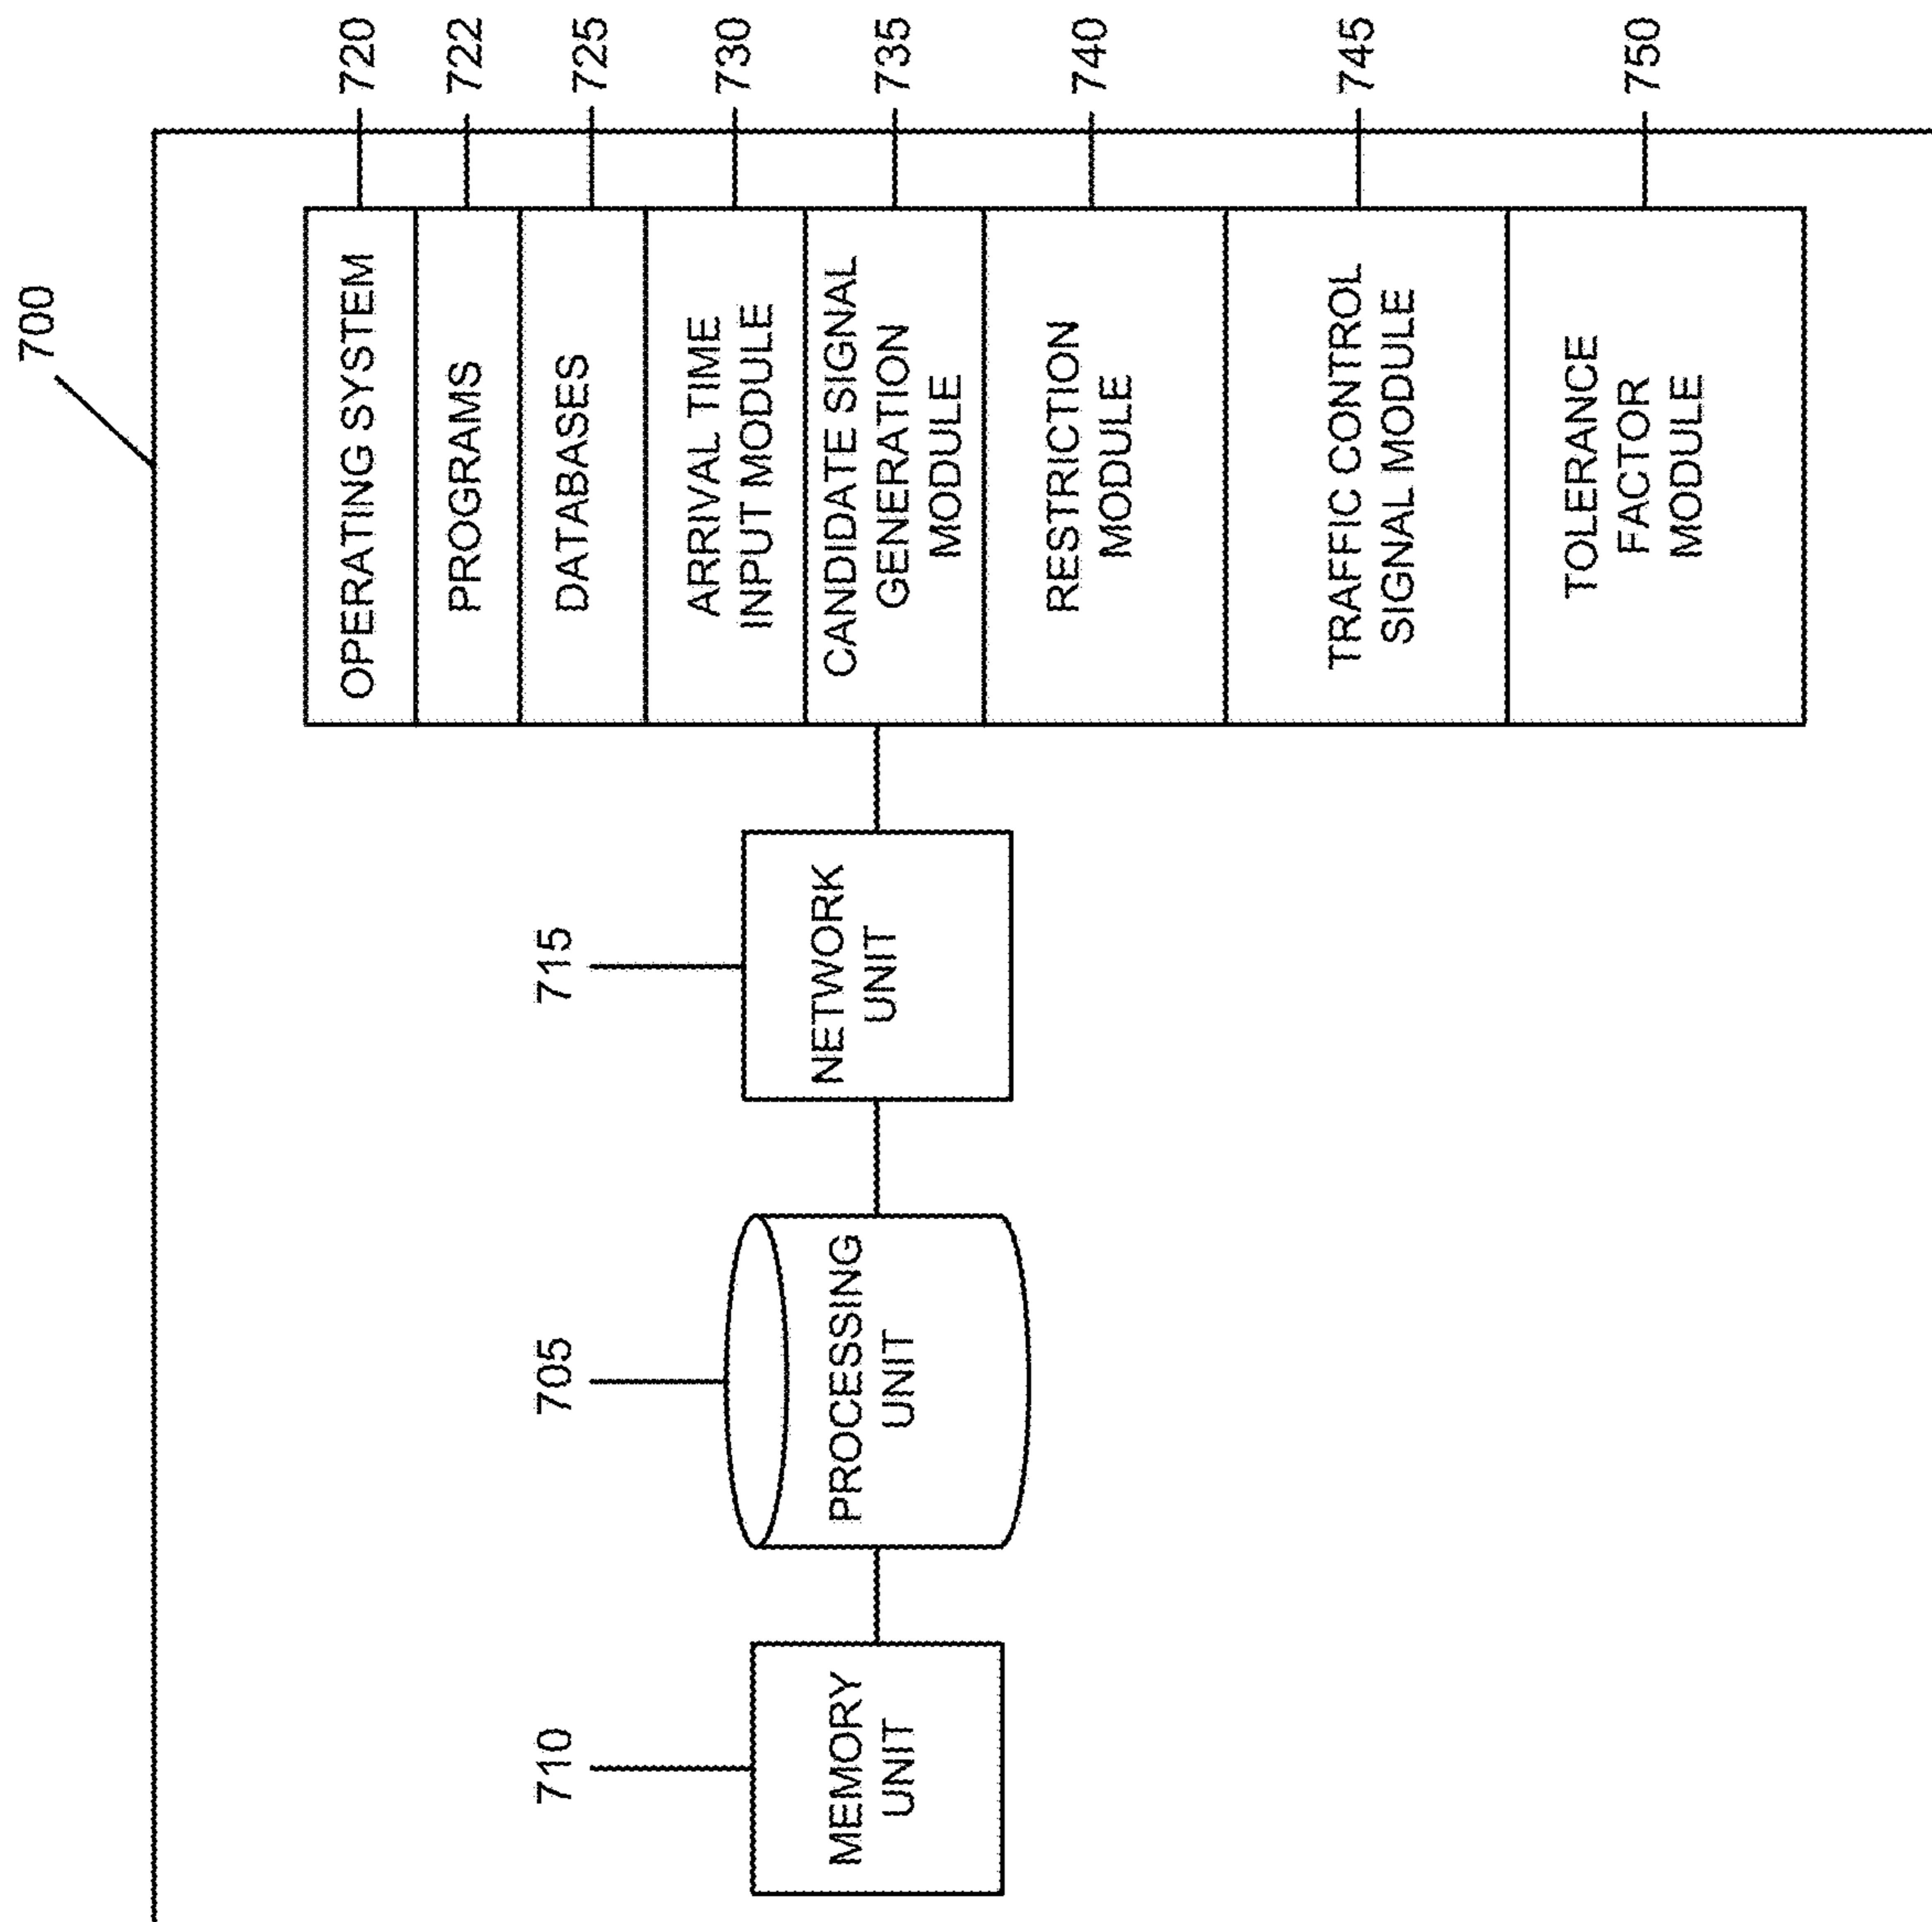 700
710
MEMORY
UNIT
705
PROCESSING
UNIT
715
NETWORK
UNIT
OPERATING SYSTEM
720
PROGRAMS
722
DATABASES
725
ARRIVAL TIME
INPUT MODULE
730
CANDIDATE SIGNAL
GENERATION
MODULE
735
RESTRICTION
MODULE
740
TRAFFIC CONTROL
SIGNAL MODULE
745
TOLERANCE
FACTOR
MODULE
750